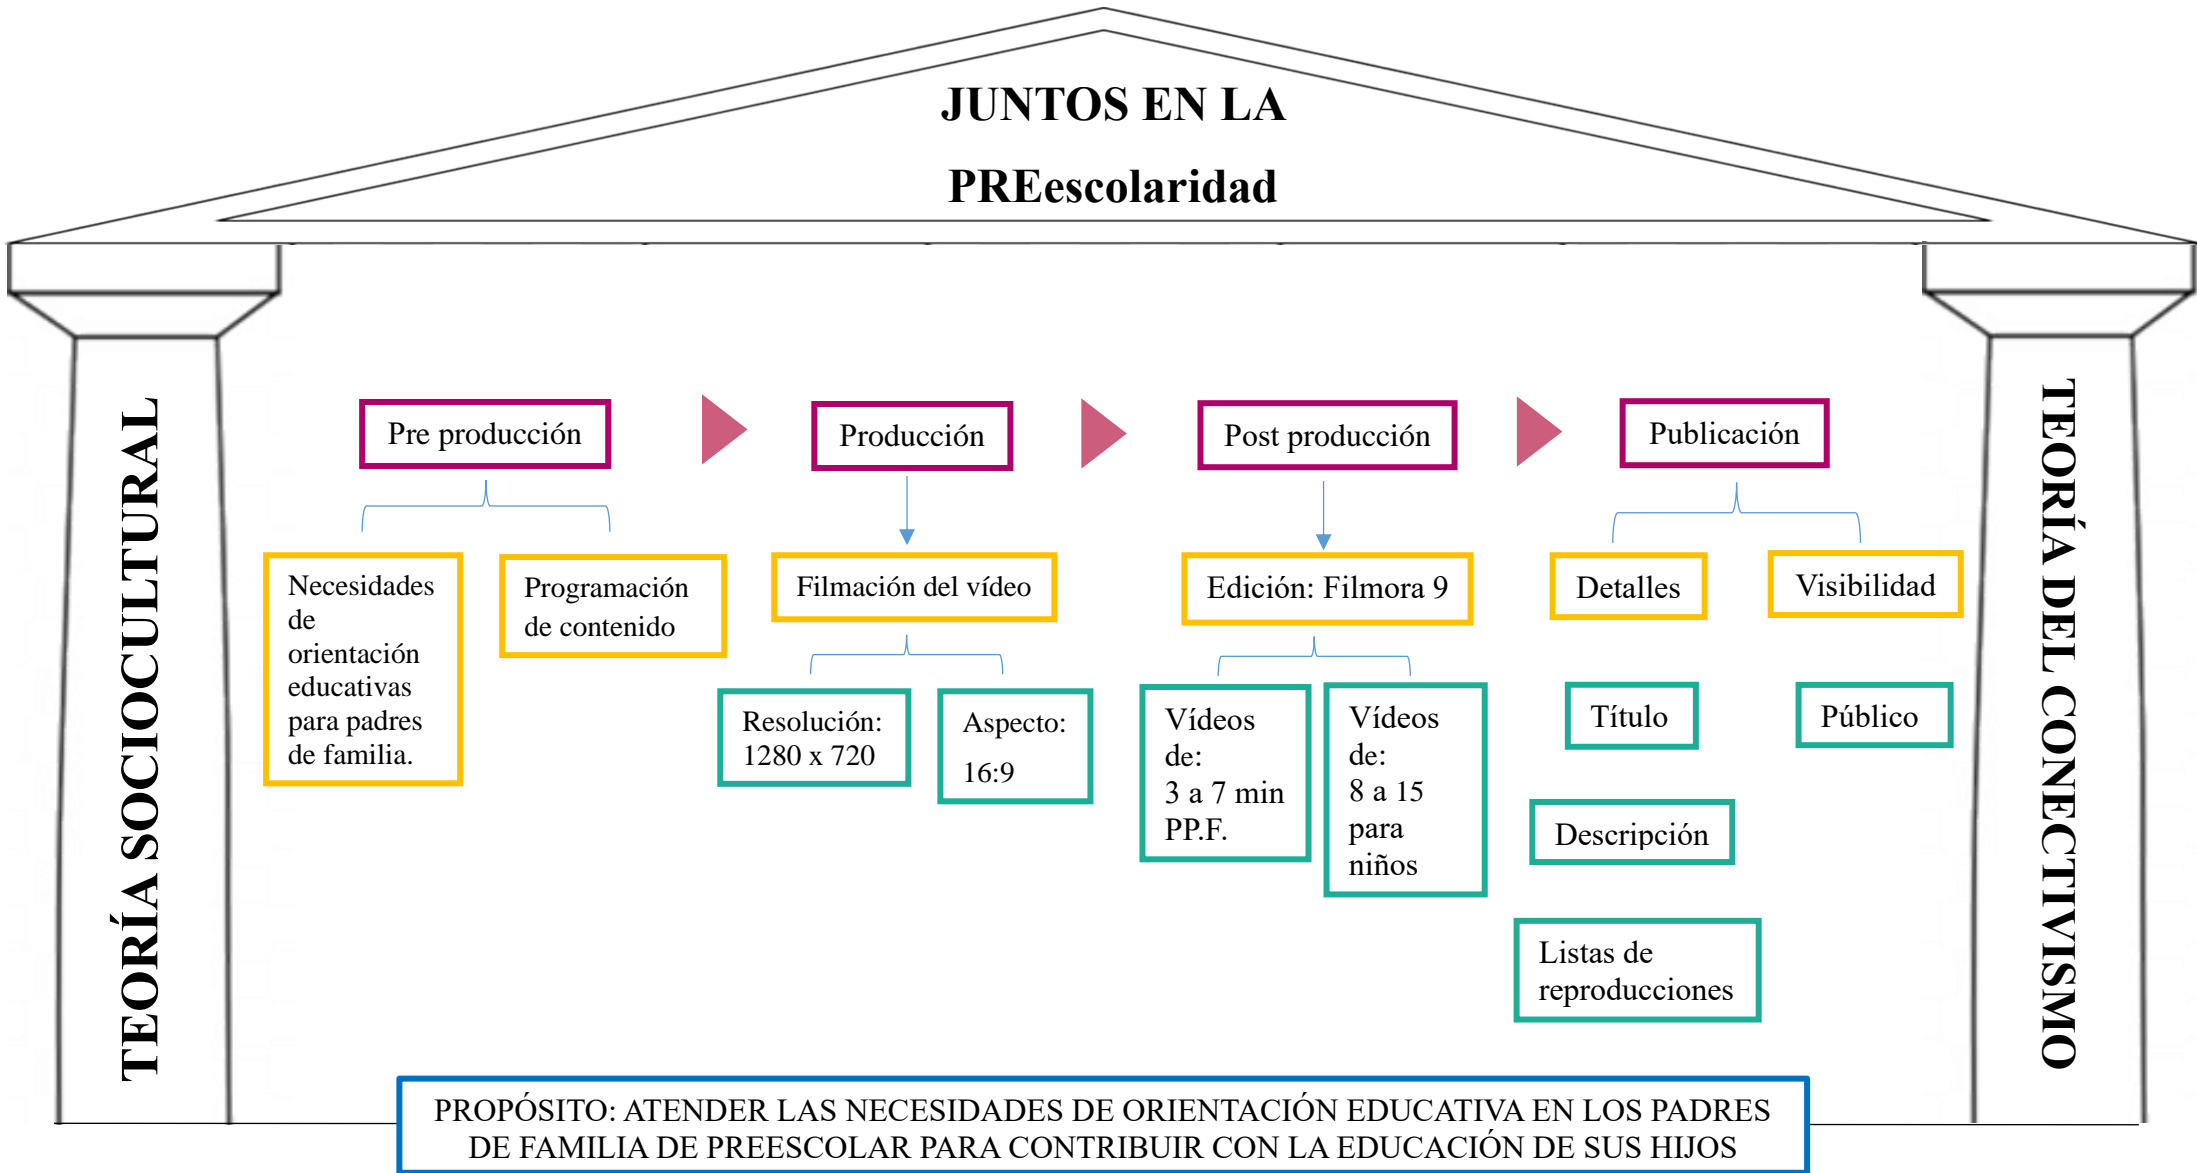 JUNTOS EN LA
PREescolaridad
TEORÍA SOCIOCULTURAL
Pre producción
Necesidades
de
orientación
educativas
para padres
de familia.
Programación
de contenido
Producción
Filmación del vídeo
Resolución:
1280 x 720
Aspecto:
16:9
Post producción
Edición: Filmora 9
Vídeos
de:
3 a 7 min
PP.F.
Vídeos
de:
8 a 15
para
niños
Publicación
Detalles
Título
Descripción
Listas de
reproducciones
Visibilidad
Público
TEORÍA DEL CONECTIVISMO
PROPÓSITO: ATENDER LAS NECESIDADES DE ORIENTACIÓN EDUCATIVA EN LOS PADRES
DE FAMILIA DE PREESCOLAR PARA CONTRIBUIR CON LA EDUCACIÓN DE SUS HIJOS